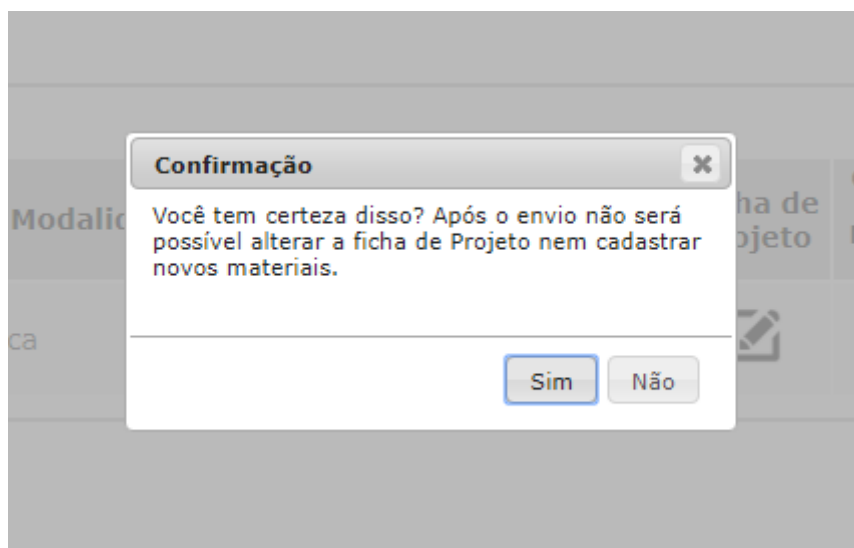 Confirmação
Você tem certeza disso? Após o envio não será
possível alterar a ficha de Projeto nem cadastrar
novos materiais.
Sim Não